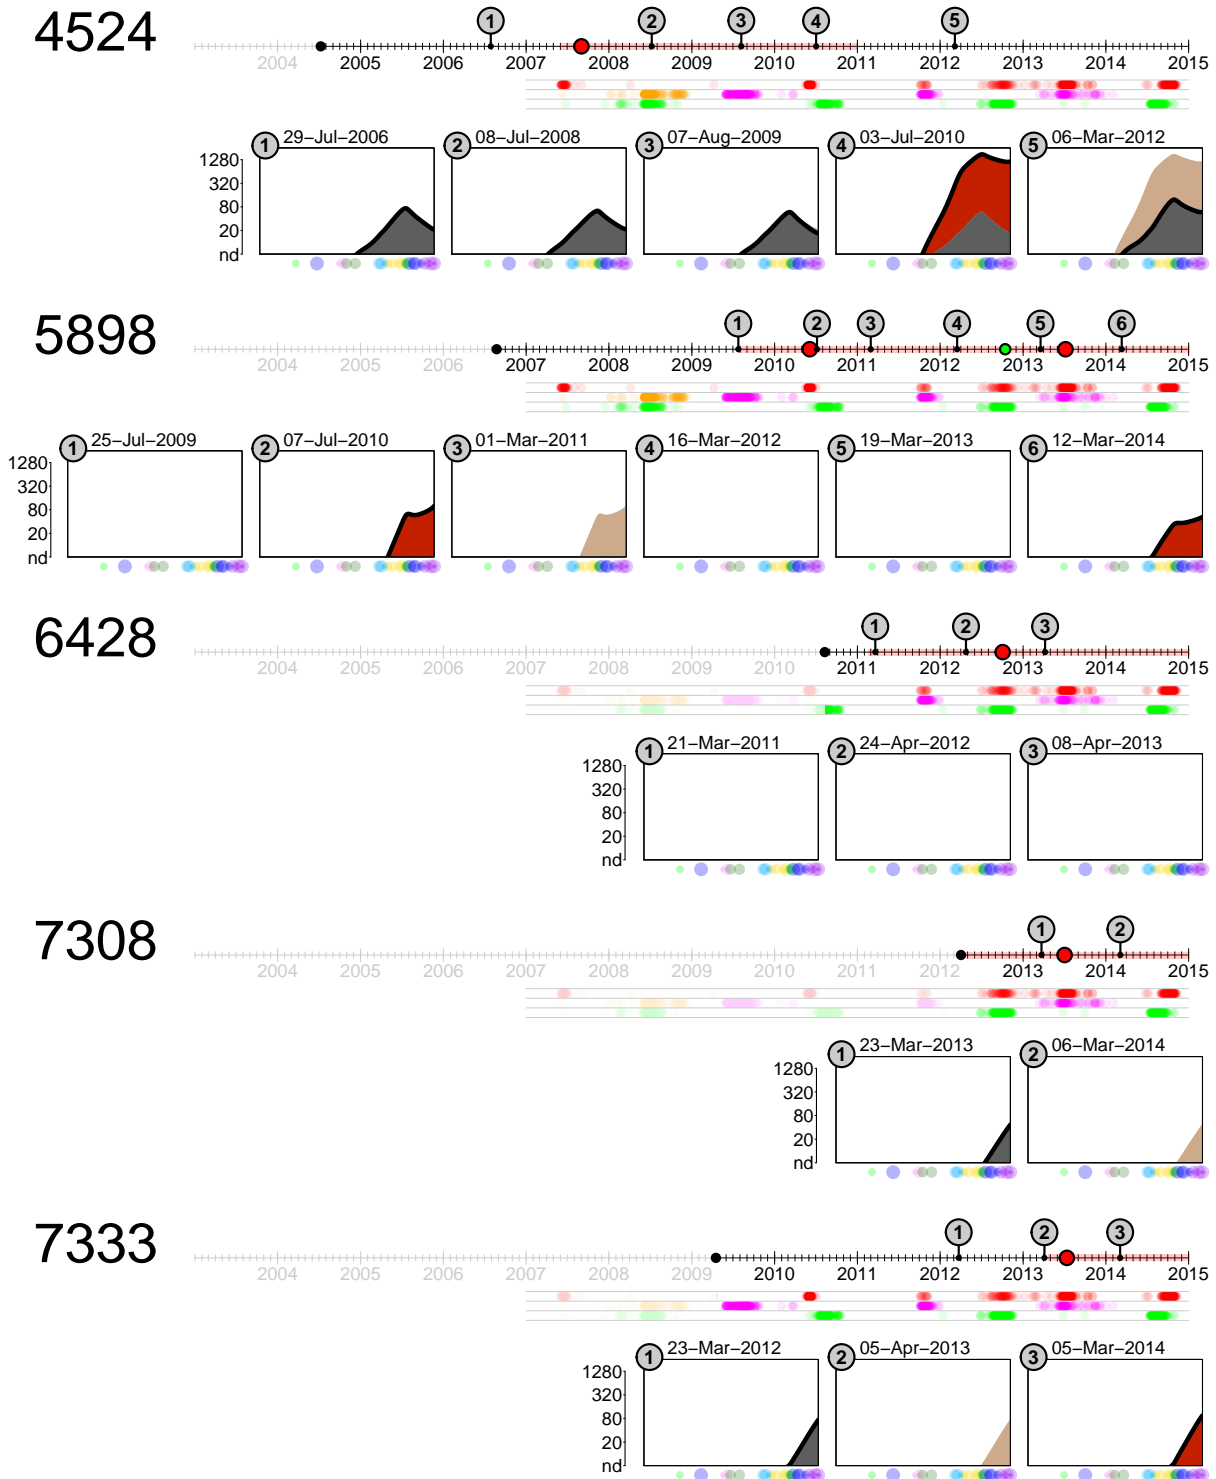 4524
1 2 3 4 5
2004 2005 2006 2007 2008 2009 2010 2011 2012 2013 2014 2015
1 29-Jul-2006 2 08-Jul-2008 3 07-Aug-2009 4 03-Jul-2010 5 06-Mar-2012
1280
320
80
20
nd
5898
1 2 3 4 5 6
2004 2005 2006 2007 2008 2009 2010 2011 2012 2013 2014 2015
1 25-Jul-2009 2 07-Jul-2010 3 01-Mar-2011 4 16-Mar-2012 5 19-Mar-2013 6 12-Mar-2014
1280
320
80
20
nd
6428
1 2 3
2004 2005 2006 2007 2008 2009 2010 2011 2012 2013 2014 2015
1 21-Mar-2011 2 24-Apr-2012 3 08-Apr-2013
1280
320
80
20
nd
7308
1 2
2004 2005 2006 2007 2008 2009 2010 2011 2012 2013 2014 2015
1 23-Mar-2013 2 06-Mar-2014
1280
320
80
20
nd
7333
1 2 3
2004 2005 2006 2007 2008 2009 2010 2011 2012 2013 2014 2015
1 23-Mar-2012 2 05-Apr-2013 3 05-Mar-2014
1280
320
80
20
nd